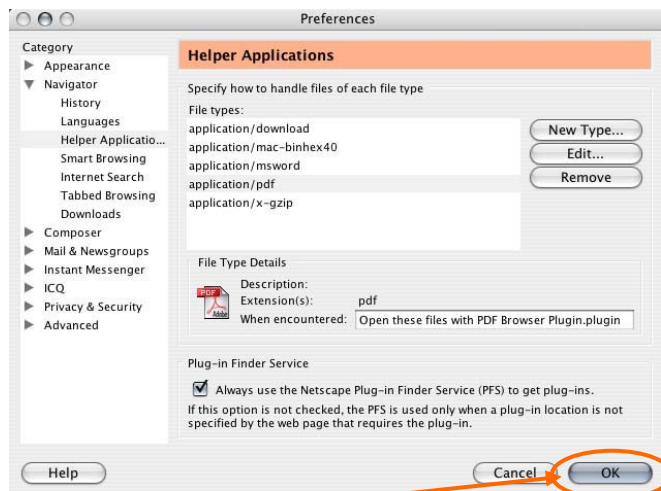 Preferences
Category
Appearance
Navigator
History
Languages
Helper Applicatio...
Smart Browsing
Internet Search
Tabbed Browsing
Downloads
Composer
Mail & Newsgroups
Instant Messenger
ICQ
Privacy & Security
Advanced
Helper Applications
Specify how to handle files of each file type
File types:
application/download
application/mac-binhex40
application/msword
application/pdf
application/x-gzip
New Type...
Edit...
Remove
File Type Details
PDF
Adobe
Description:
Extension(s): pdf
When encountered: Open these files with PDF Browser Plugin.plugin
Plug-in Finder Service
Always use the Netscape Plug-in Finder Service (PFS) to get plug-ins.
If this option is not checked, the PFS is used only when a plug-in location is not
specified by the web page that requires the plug-in.
Help
Cancel
OK